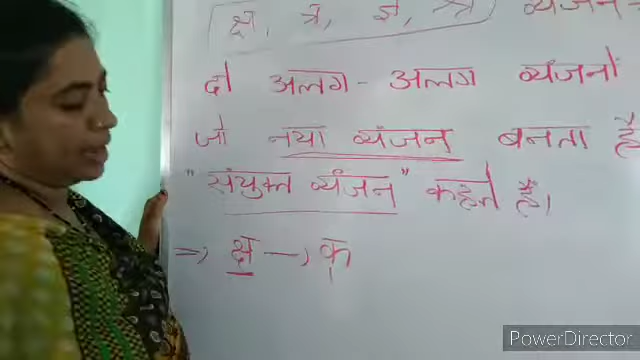 क्ष, त्र, ज्ञ, श्र व्यंजन -
दो अलग - अलग व्यंजनों
जो नया व्यंजन बनता है
"संयुक्त व्यंजन" कहते हैं।
=> क्ष —> क्
PowerDirector